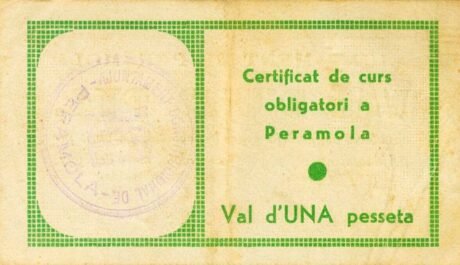 Certificat de curs
obligatori a
Peramola
Val d'UNA pesseta